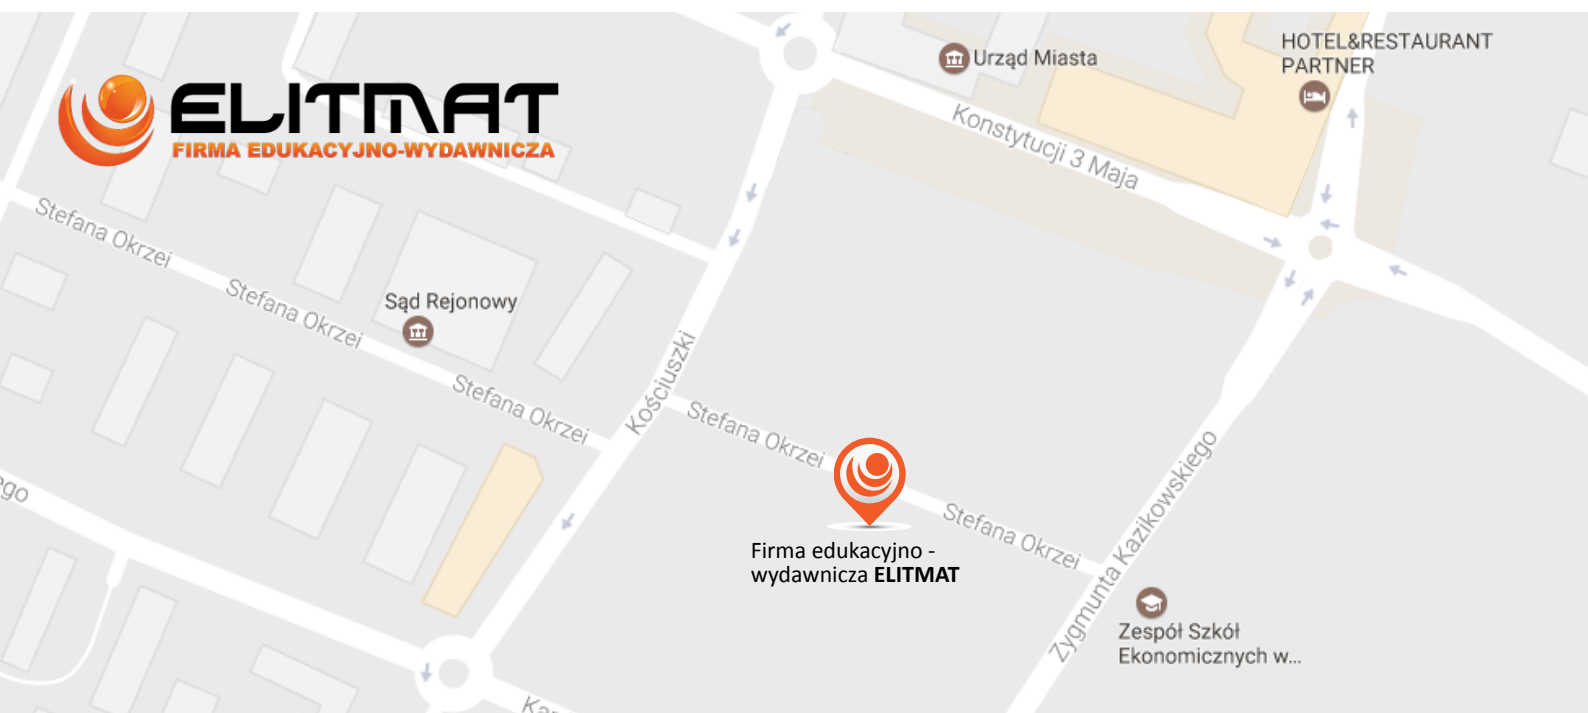 HOTEL&RESTAURANT
PARTNER
Urząd Miasta
ELITMAT
FIRMA EDUKACYJNO-WYDAWNICZA
Konstytucji 3 Maja
Stefana Okrzei
Stefana Okrzei
Sąd Rejonowy
Kościuszki
Stefana Okrzei
Stefana Okrzei
Stefana Okrzei
Zygmunta Kazikowskiego
Firma edukacyjno -
wydawnicza ELITMAT
Zespół Szkół
Ekonomicznych w...